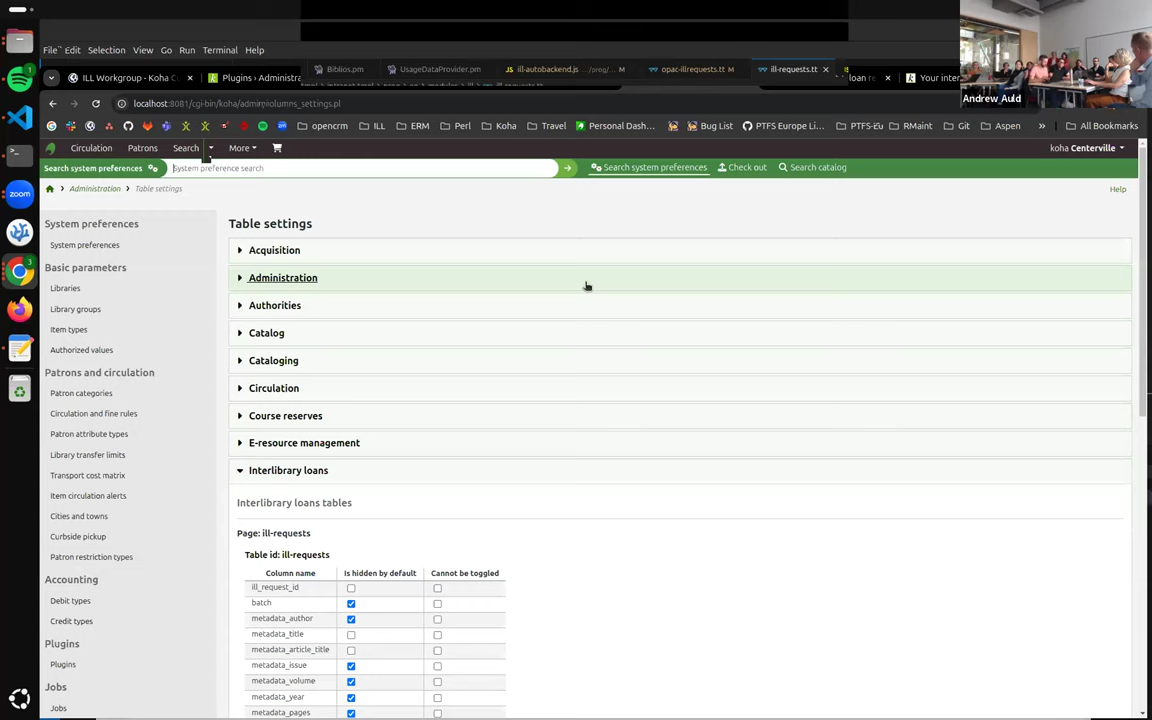 File Edit Selection View Go Run Terminal Help
Biblios.pm UsageDataProvider.pm JS ill-autobackend.js .../prog/... M opac-illrequests.tt M ill-requests.tt ×
ILL Workgroup - Koha C × Plugins › Administra loan r × Your inter
localhost:8081/cgi-bin/koha/admin/columns_settings.pl
opencrm ILL ERM Perl Koha Travel Personal Dash... Bug List PTFS Europe Li... PTFS-Eu RMaint Git Aspen » All Bookmarks
Circulation Patrons Search More koha Centerville
Search system preferences System preference search Search system preferences Check out Search catalog
Administration Table settings Help
Andrew Auld
zoom
1
3
System preferences
System preferences
Basic parameters
Libraries
Library groups
Item types
Authorized values
Patrons and circulation
Patron categories
Circulation and fine rules
Patron attribute types
Library transfer limits
Transport cost matrix
Item circulation alerts
Cities and towns
Curbside pickup
Patron restriction types
Accounting
Debit types
Credit types
Plugins
Plugins
Jobs
Jobs
Table settings
Acquisition
Administration
Authorities
Catalog
Cataloging
Circulation
Course reserves
E-resource management
Interlibrary loans
Interlibrary loans tables
Page: ill-requests
Table id: ill-requests
Column name Is hidden by default Cannot be toggled
ill_request_id
batch
metadata_author
metadata_title
metadata_article_title
metadata_issue
metadata_volume
metadata_year
metadata_pages